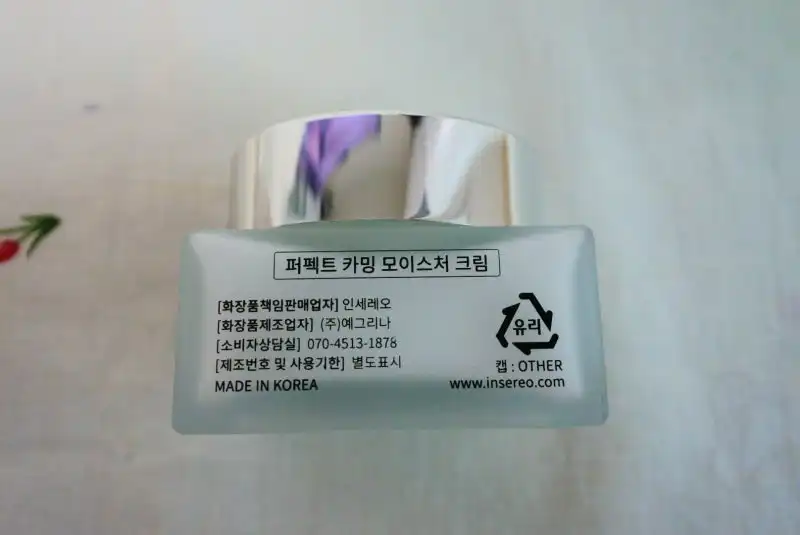 퍼펙트 카밍 모이스처 크림
[화장품책임판매업자] 인세레오
[화장품제조업자] (주)예그리나
[소비자상담실] 070-4513-1878
[제조번호 및 사용기한] 별도표시
MADE IN KOREA
유리
캡 : OTHER
www.insereo.com